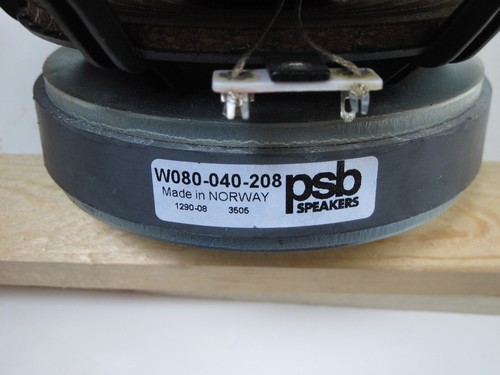 W080-040-208
Made in NORWAY
1290-08 3505
psb
SPEAKERS